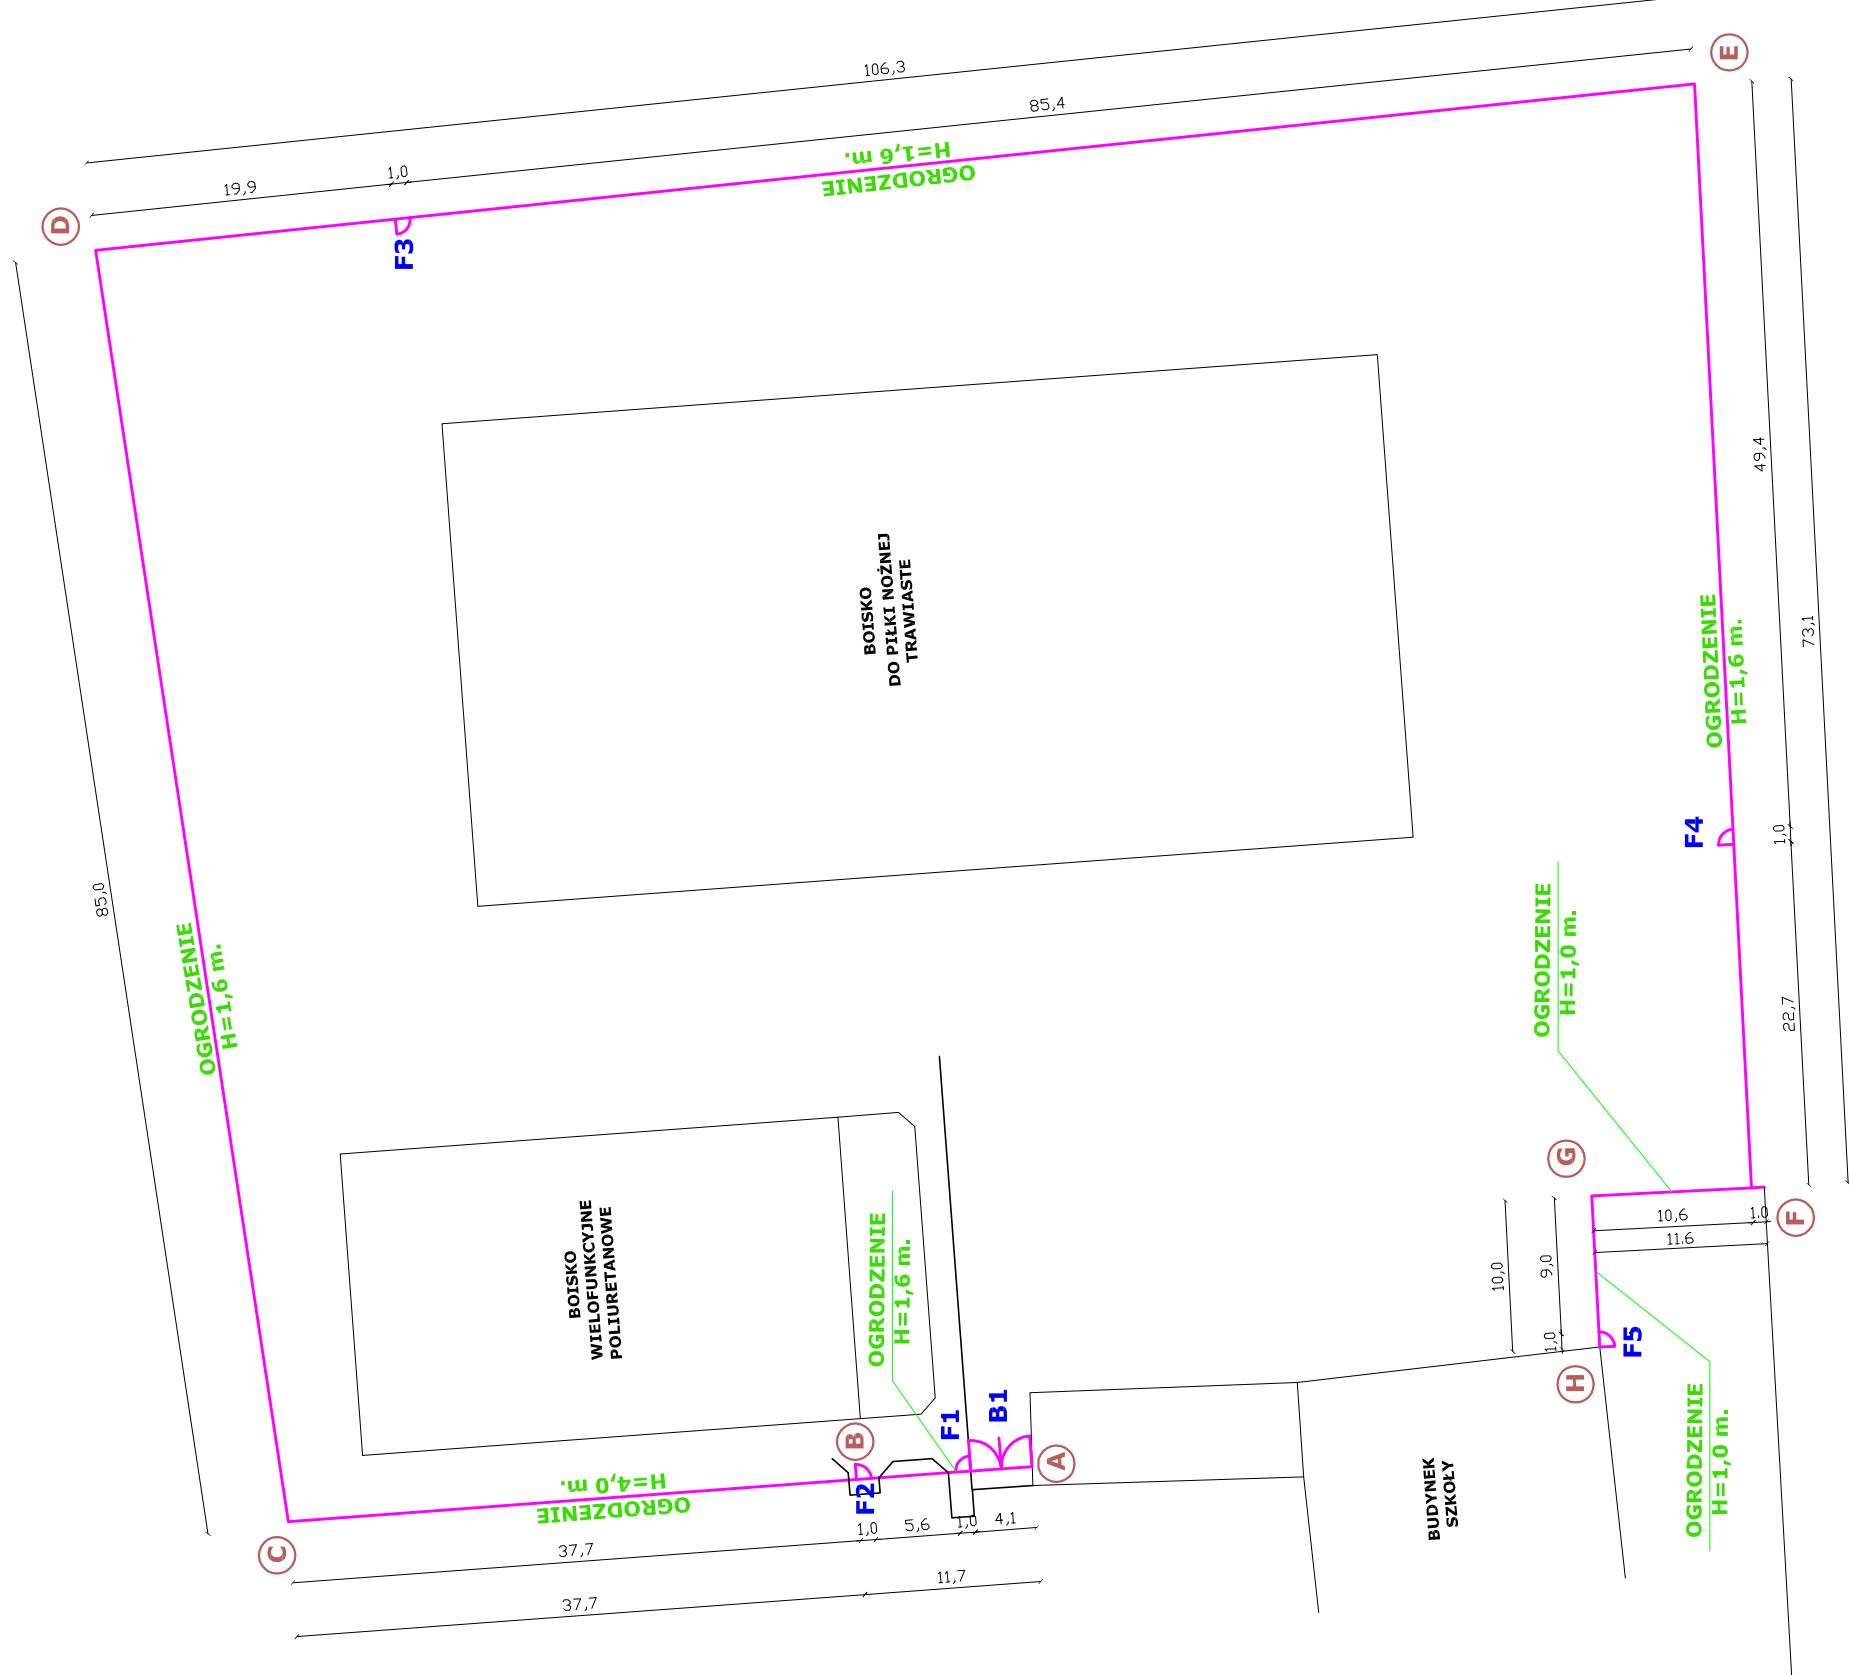 106,3
E
85,4
1,0
19,9
H=1,6 m.
OGRODZENIE
D
F3
49,4
BOISKO
DO PIŁKI NOŻNEJ
TRAWIASTE
OGRODZENIE
H=1,6 m.
73,1
F4
1,0
85,0
OGRODZENIE
H=1,6 m.
OGRODZENIE
H=1,0 m.
22,7
G
F
10,6
1.0
11.6
BOISKO
WIELOFUNKCYJNE
POLIURETANOWE
OGRODZENIE
H=1,6 m.
10,0
9,0
1,0
F5
H
F1
B1
B
A
OGRODZENIE
H=1,0 m.
H=4,0 m.
OGRODZENIE
F2
BUDYNEK
SZKOŁY
C
37,7
1,0
5,6
1,0
4,1
37,7
11,7